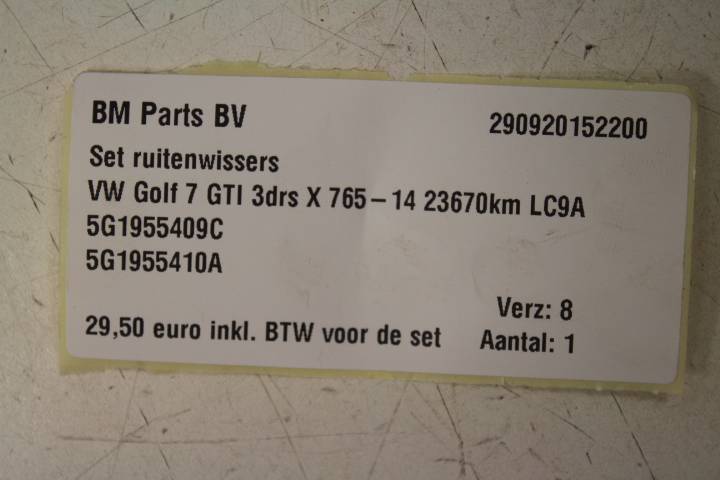 BM Parts BV
290920152200
Set ruitenwissers
VW Golf 7 GTI 3drs X 765-14 23670km LC9A
5G1955409C
5G1955410A
Verz: 8
29,50 euro inkl. BTW voor de set
Aantal: 1